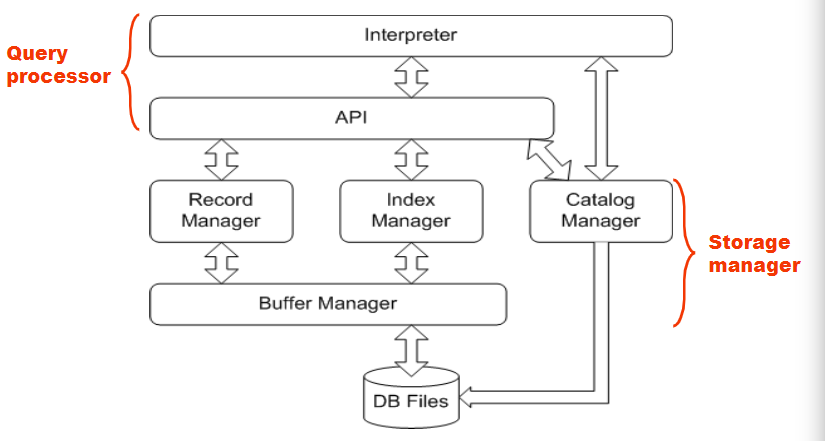 Interpreter
Query
processor
API
Record
Manager
Index
Manager
Catalog
Manager
Storage
manager
Buffer Manager
DB Files